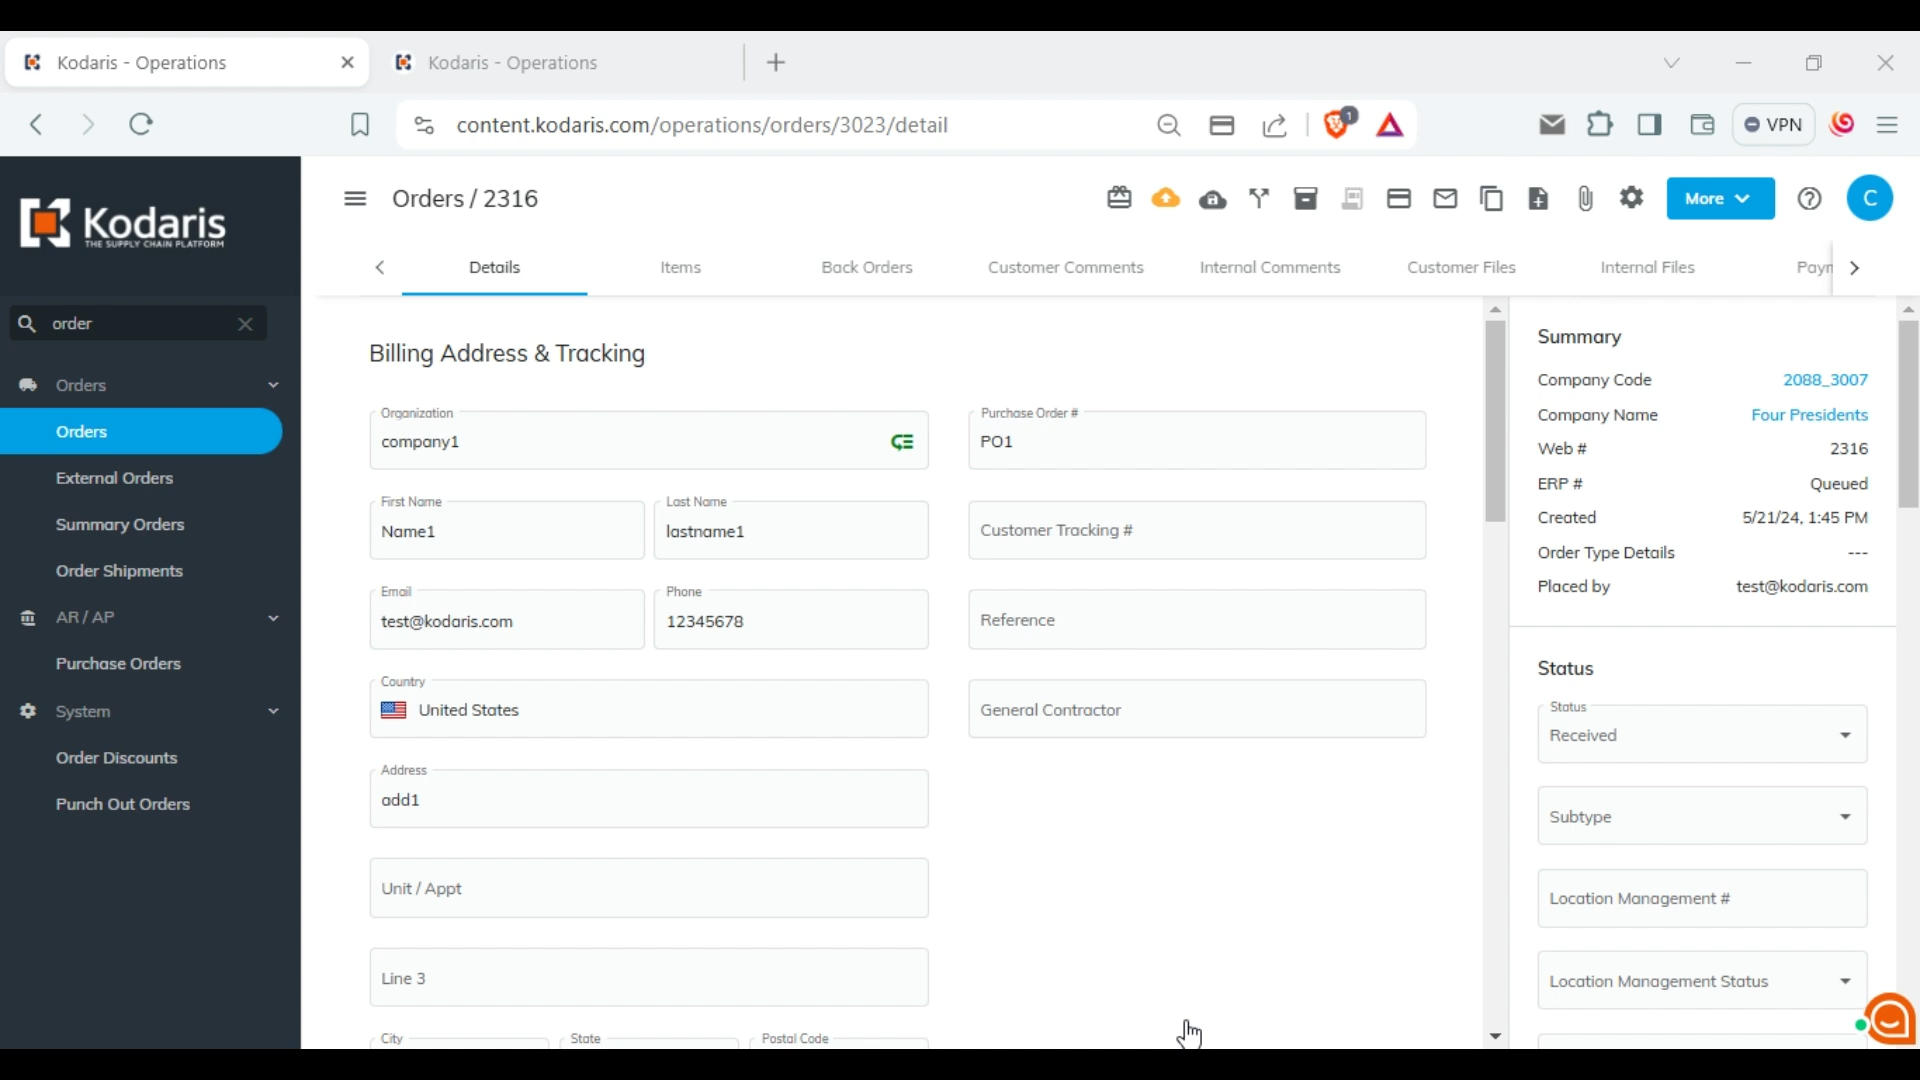 Kodaris - Operations
Kodaris - Operations
content.kodaris.com/operations/orders/3023/detail
1
VPN
Kodaris
THE SUPPLY CHAIN PLATFORM
Orders / 2316
More
C
Details
Items
Back Orders
Customer Comments
Internal Comments
Customer Files
Internal Files
Paym
order
Orders
Orders
External Orders
Summary Orders
Order Shipments
AR / AP
Purchase Orders
System
Order Discounts
Punch Out Orders
Billing Address & Tracking
Organization
company1
Purchase Order #
PO1
First Name
Name1
Last Name
lastname1
Customer Tracking #
Email
test@kodaris.com
Phone
12345678
Reference
Country
United States
General Contractor
Address
add1
Unit / Appt
Line 3
City
State
Postal Code
Summary
Company Code 2088_3007
Company Name Four Presidents
Web # 2316
ERP # Queued
Created 5/21/24, 1:45 PM
Order Type Details ---
Placed by test@kodaris.com
Status
Status
Received
Subtype
Location Management #
Location Management Status